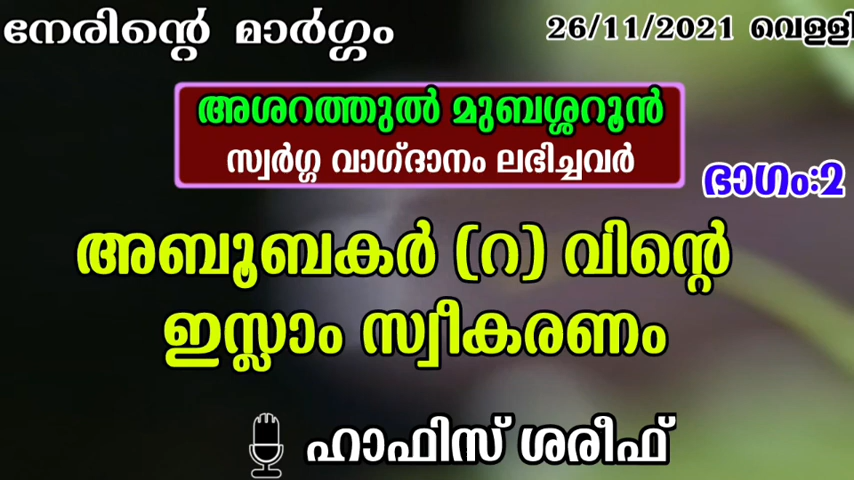 നേരിന്റെ മാർഗ്ഗം
26/11/2021 വെള്ളി
അശറത്തുൽ മുബശ്ശറൂൻ
സ്വർഗ്ഗ വാഗ്ദാനം ലഭിച്ചവർ
ഭാഗം:2
അബൂബകർ (റ) വിന്റെ
ഇസ്ലാം സ്വീകരണം
ഹാഫിസ് ശരീഫ്